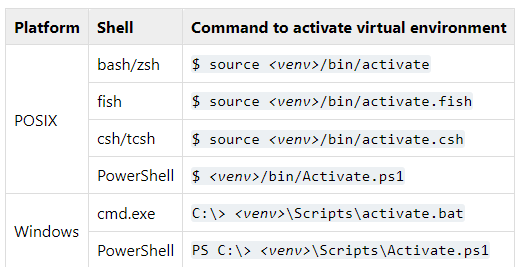 Platform Shell Command to activate virtual environment
POSIX
bash/zsh $ source <venv>/bin/activate
fish $ source <venv>/bin/activate.fish
csh/tcsh $ source <venv>/bin/activate.csh
PowerShell $ <venv>/bin/Activate.ps1
Windows
cmd.exe C:\> <venv>\Scripts\activate.bat
PowerShell PS C:\> <venv>\Scripts\Activate.ps1